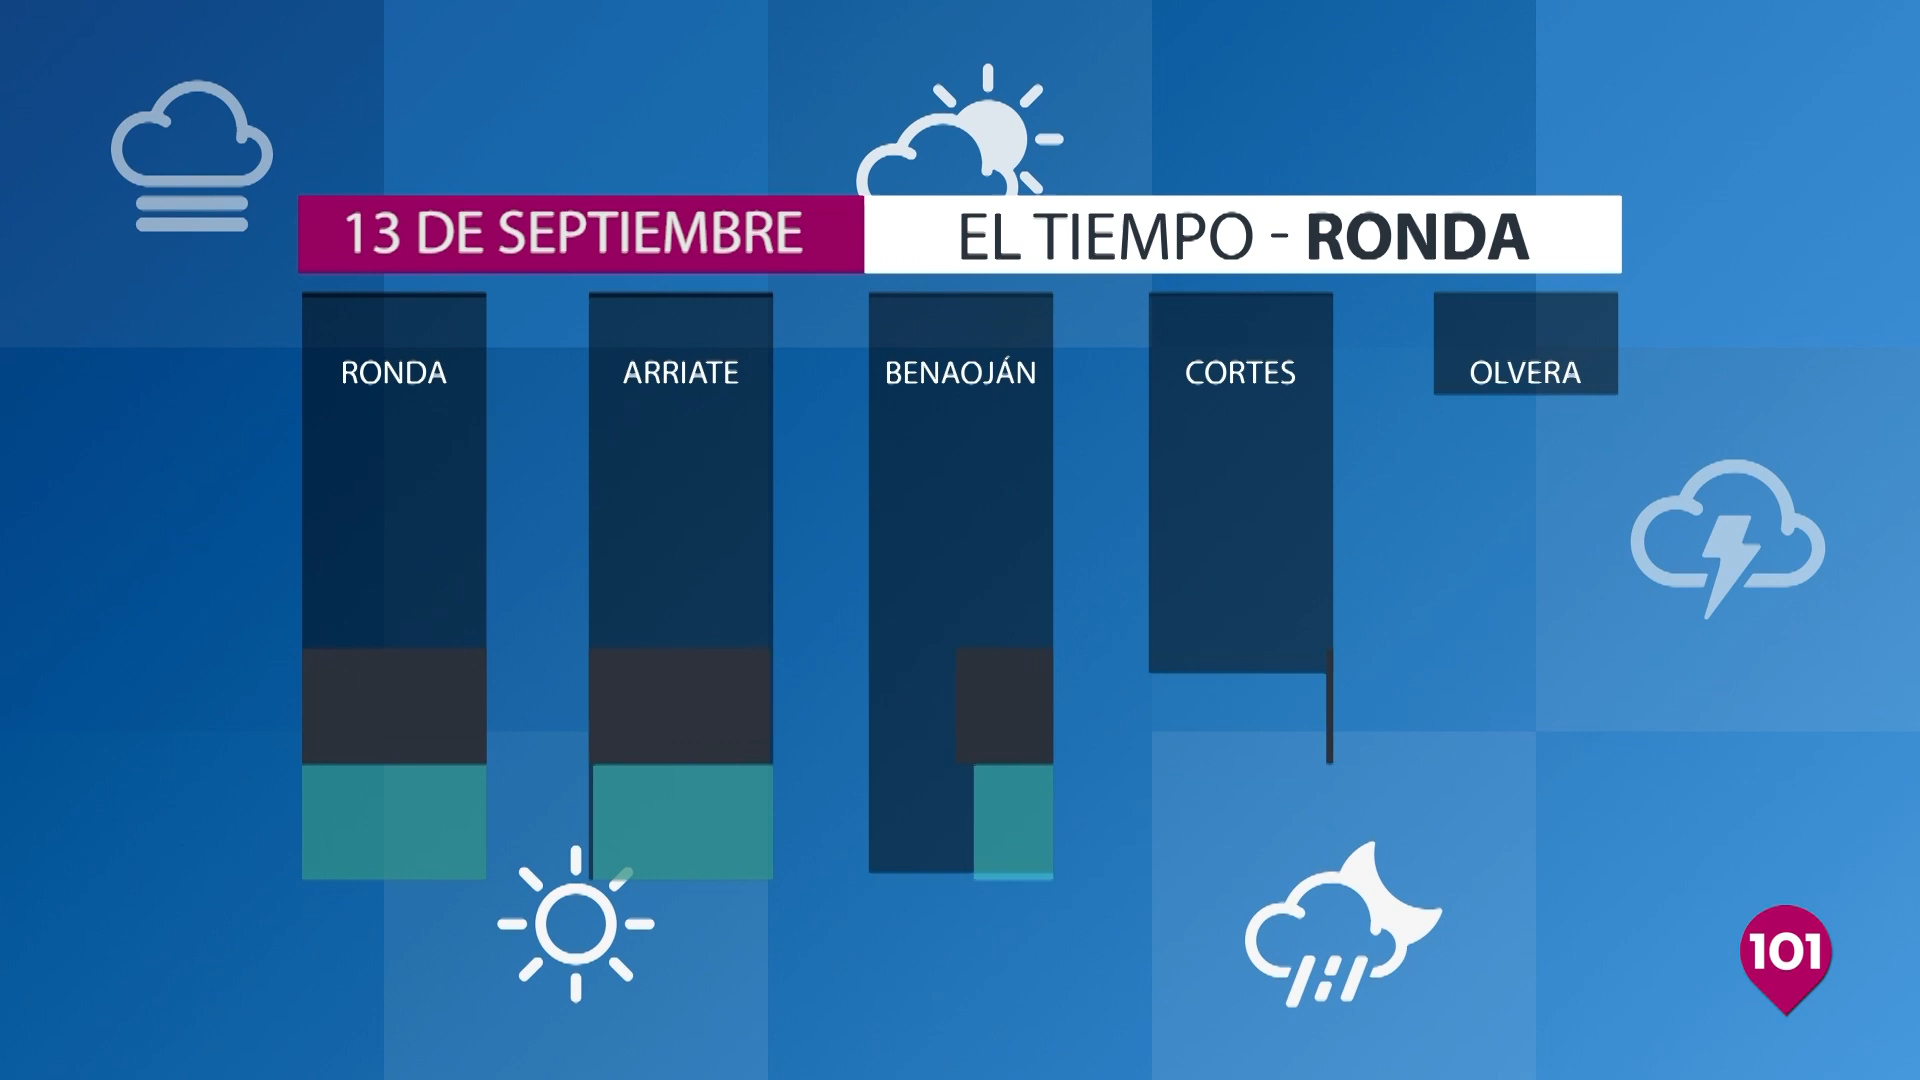 13 DE SEPTIEMBRE
EL TIEMPO - RONDA
RONDA
ARRIATE
BENAOJÁN
CORTES
OLVERA
101